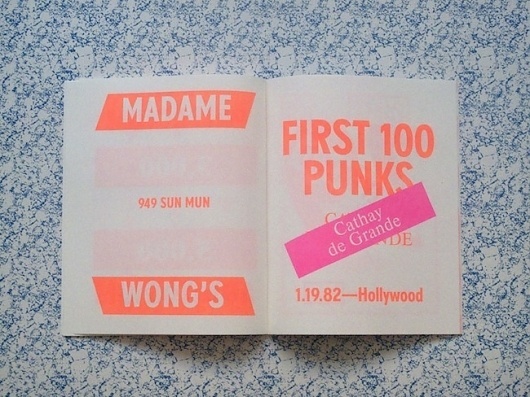 MADAME
949 SUN MUN
WONG'S
FIRST 100
PUNKS
Cathay
de Grande
1.19.82—Hollywood